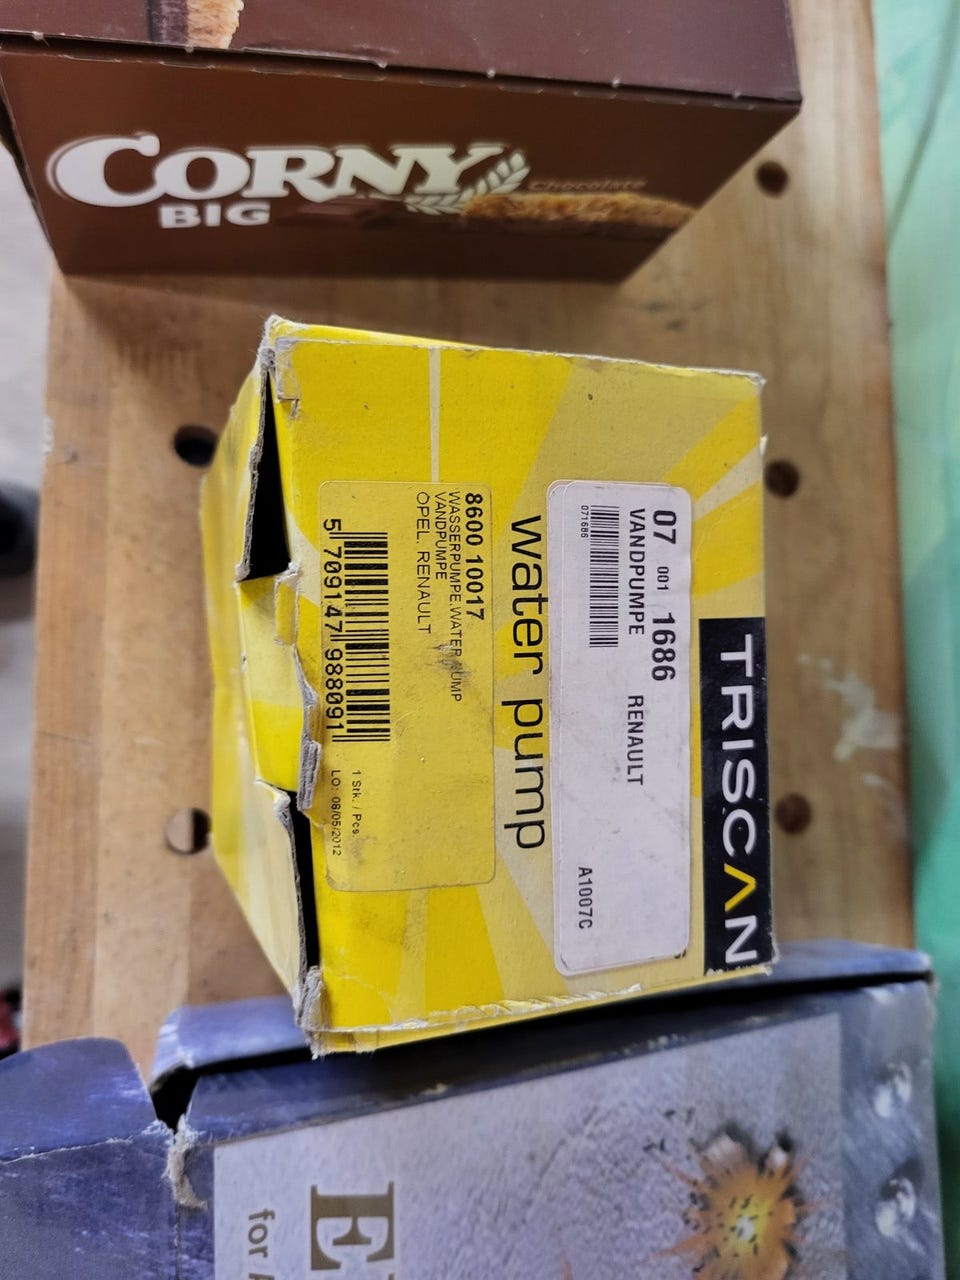 CORNY
BIG
Chocolate
TRISCAN
07 001 1686
VANDPUMPE RENAULT
071686
A1007C
water pump
8600 10017
WASSERPUMPE.WATER PUMP
VANDPUMPE
OPEL, RENAULT
5 709147 988091
1 Stk. / Pcs.
LO: 08/05/2012
for